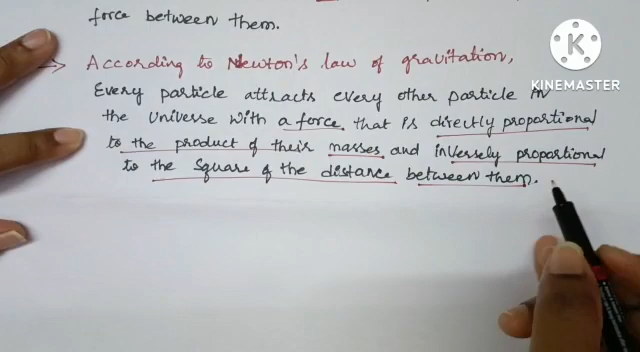 force between them.
→ According to Newton's law of gravitation,
Every particle attracts every other particle in
the Universe with a force that is directly proportional
to the product of their masses and inversely proportional
to the square of the distance between them.
K
KINEMASTER